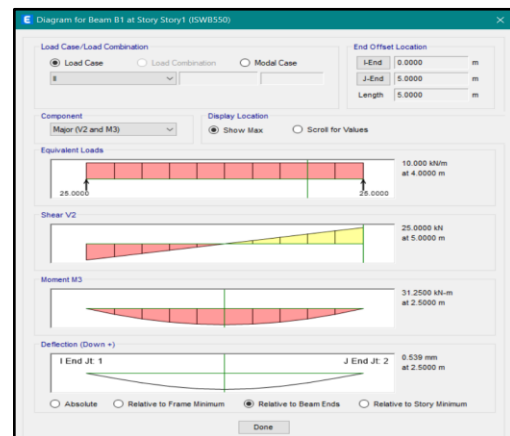 E Diagram for Beam B1 at Story Story1 (ISWB550)
Load Case/Load Combination
Load Case Load Combination Modal Case
ll
End Offset Location
I-End 0.0000 m
J-End 5.0000 m
Length 5.0000 m
Component
Major (V2 and M3)
Display Location
Show Max Scroll for Values
Equivalent Loads
25.0000 25.0000
10.000 kN/m
at 4.0000 m
Shear V2
25.0000 kN
at 5.0000 m
Moment M3
31.2500 kN-m
at 2.5000 m
Deflection (Down +)
I End Jt: 1 J End Jt: 2
0.539 mm
at 2.5000 m
Absolute Relative to Frame Minimum Relative to Beam Ends Relative to Story Minimum
Done